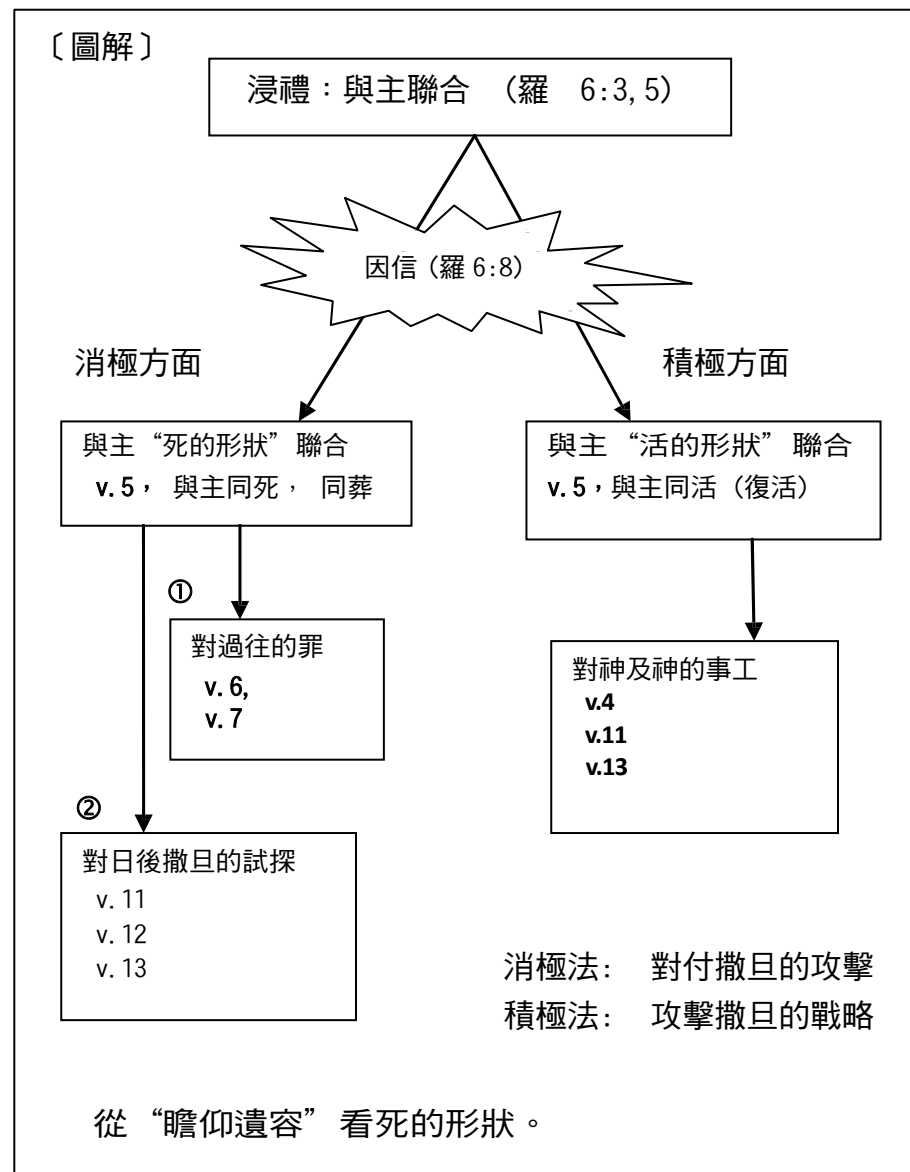 〔圖解〕
浸禮：與主聯合 (羅 6:3,5)
因信(羅6:8)
消極方面
積極方面
與主“死的形狀”聯合
v.5， 與主同死， 同葬
與主“活的形狀”聯合
v.5，與主同活(復活)
①
對過往的罪
v.6,
v.7
對神及神的事工
v.4
v.11
v.13
②
對日後撒旦的試探
v.11
v.12
v.13
消極法: 對付撒旦的攻擊
積極法: 攻擊撒旦的戰略
從“瞻仰遺容”看死的形狀。